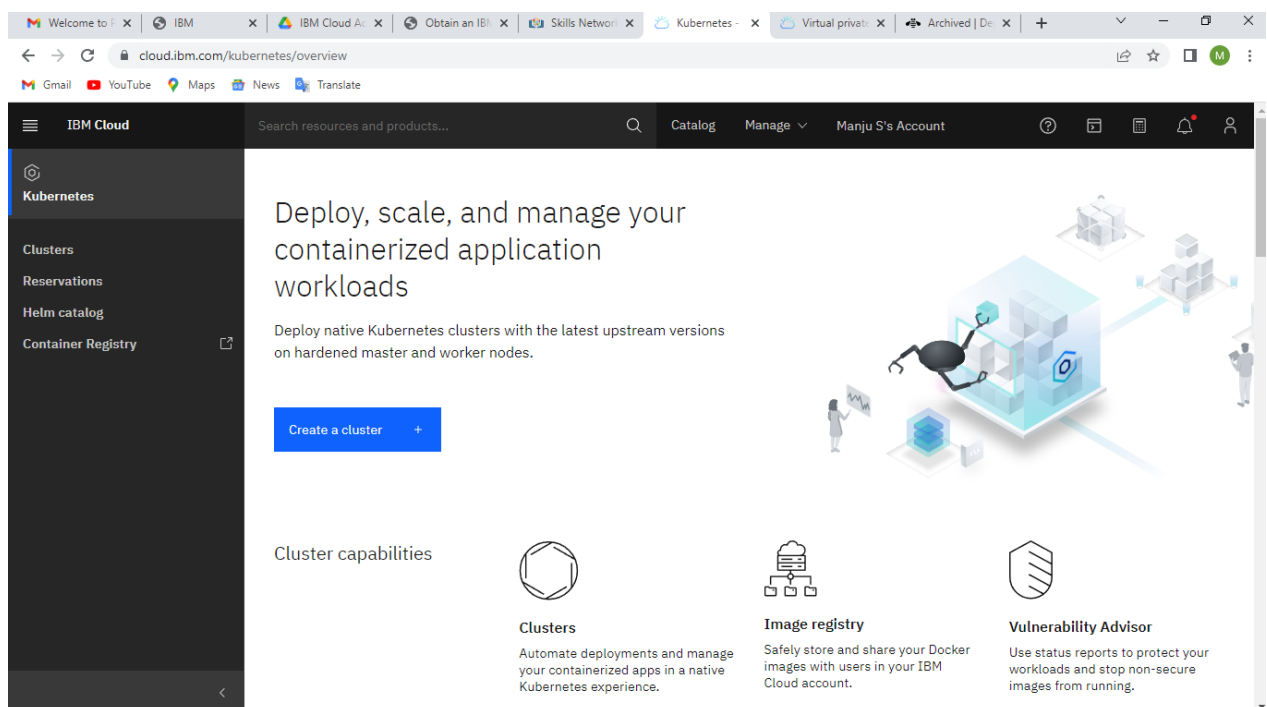 Welcome to F
IBM
IBM Cloud Ac
Obtain an IBM
Skills Network
Kubernetes -
Virtual private
Archived | De
cloud.ibm.com/kubernetes/overview
M
Gmail YouTube Maps News Translate
IBM Cloud
Search resources and products...
Catalog
Manage
Manju S's Account
Kubernetes
Clusters
Reservations
Helm catalog
Container Registry
Deploy, scale, and manage your
containerized application
workloads
Deploy native Kubernetes clusters with the latest upstream versions
on hardened master and worker nodes.
Create a cluster +
Cluster capabilities
Clusters
Automate deployments and manage
your containerized apps in a native
Kubernetes experience.
Image registry
Safely store and share your Docker
images with users in your IBM
Cloud account.
Vulnerability Advisor
Use status reports to protect your
workloads and stop non-secure
images from running.